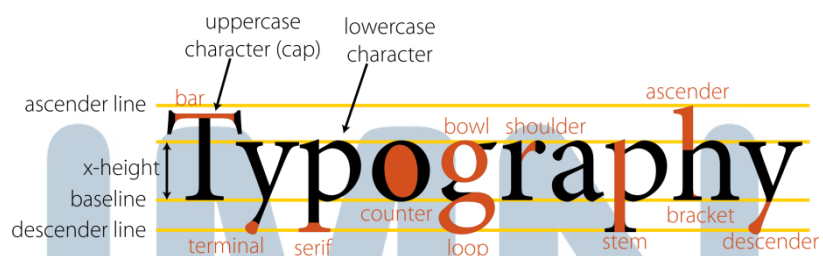 uppercase
character (cap)
lowercase
character
ascender line
bar
ascender
bowl
shoulder
Typography
x-height
baseline
counter
bracket
descender line
terminal
serif
loop
stem
descender